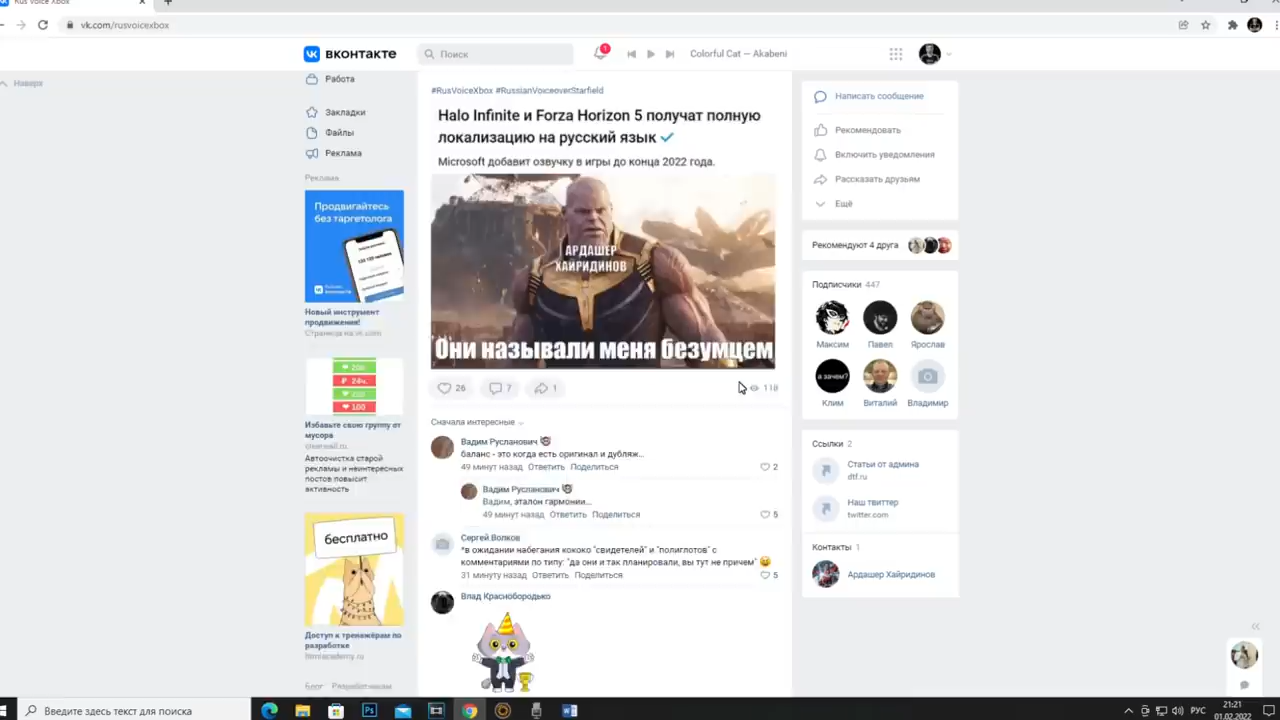 Rus Voice Xbox
vk.com/rusvoicexbox
ВКОНТАКТЕ
Поиск
1
Colorful Cat — Akabeni
Наверх
Работа
Закладки
Файлы
Реклама
Реклама
Продвигайтесь
без таргетолога
Новый инструмент
продвижения!
Избавьте свою группу от
мусора
Автоочистка старой
рекламы и неинтересных
постов повысит
активность
бесплатно
Доступ к тренажёрам по
разработке
Блог Разработчикам
#RusVoiceXbox #RussianVoiceoverStarfield
Halo Infinite и Forza Horizon 5 получат полную
локализацию на русский язык
Microsoft добавит озвучку в игры до конца 2022 года.
АРДАШЕР
ХАЙРИДИНОВ
Они называли меня безумцем
26 7 1 118
Сначала интересные
Вадим Русланович
баланс - это когда есть оригинал и дубляж...
49 минут назад Ответить Поделиться 2
Вадим Русланович
Вадим, эталон гармонии...
49 минут назад Ответить Поделиться 5
Сергей Волков
*в ожидании набегания кококо "свидетелей" и "полиглотов" с
комментариями по типу: "да они и так планировали, вы тут не причем"
31 минуту назад Ответить Поделиться 5
Влад Краснобородько
Написать сообщение
Рекомендовать
Включить уведомления
Рассказать друзьям
Ещё
Рекомендуют 4 друга
Подписчики 447
Максим Павел Ярослав
а зачем?
Клим Виталий Владимир
Ссылки 2
Статьи от админа
dtf.ru
Наш твиттер
twitter.com
Контакты 1
Ардашер Хайридинов
Введите здесь текст для поиска
РУС
21:21
01.02.2022